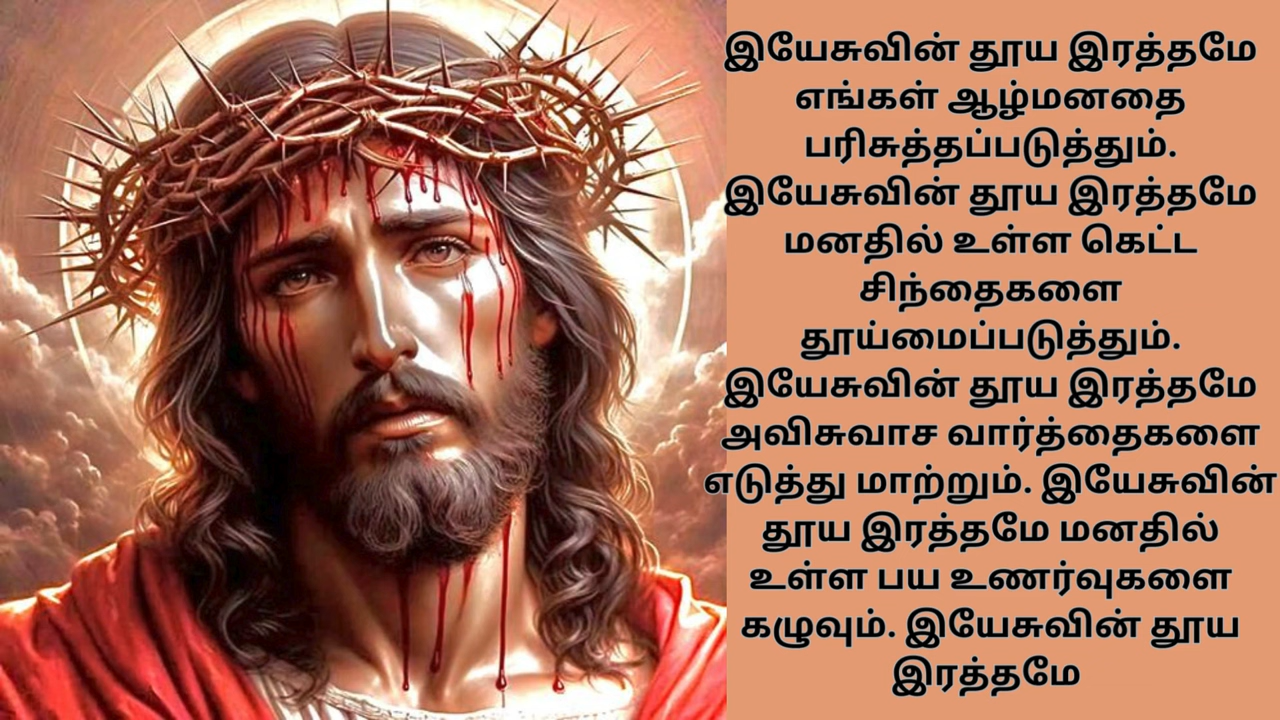 இயேசுவின் தூய இரத்தமே
எங்கள் ஆழ்மனதை
பரிசுத்தப்படுத்தும்.
இயேசுவின் தூய இரத்தமே
மனதில் உள்ள கெட்ட
சிந்தைகளை
தூய்மைப்படுத்தும்.
இயேசுவின் தூய இரத்தமே
அவிசுவாச வார்த்தைகளை
எடுத்து மாற்றும். இயேசுவின்
தூய இரத்தமே மனதில்
உள்ள பய உணர்வுகளை
கழுவும். இயேசுவின் தூய
இரத்தமே